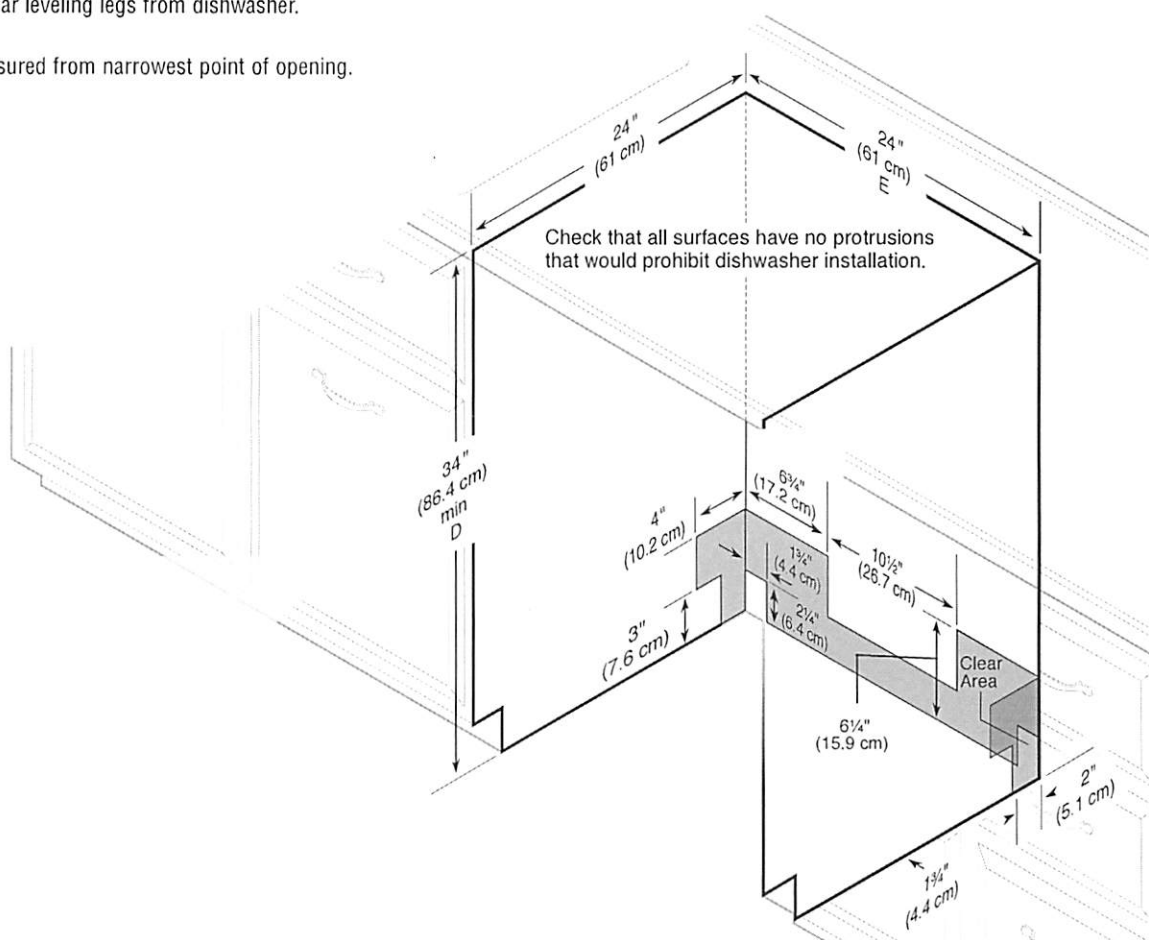 ar leveling legs from dishwasher.
sured from narrowest point of opening.
24"
(61 cm)
24"
(61 cm)
E
Check that all surfaces have no protrusions
that would prohibit dishwasher installation.
34"
(86.4 cm)
min
D
4"
(10.2 cm)
6¾"
(17.2 cm)
1¾"
(4.4 cm)
10½"
(26.7 cm)
3"
(7.6 cm)
2¼"
(6.4 cm)
Clear
Area
6¼"
(15.9 cm)
2"
(5.1 cm)
1¾"
(4.4 cm)